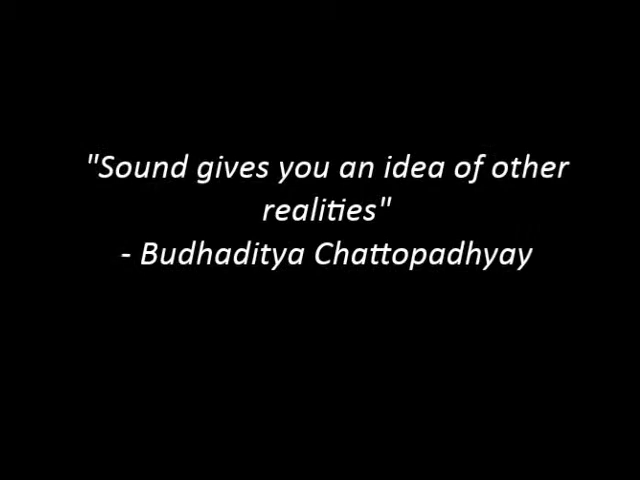 "Sound gives you an idea of other
realities"
- Budhaditya Chattopadhyay